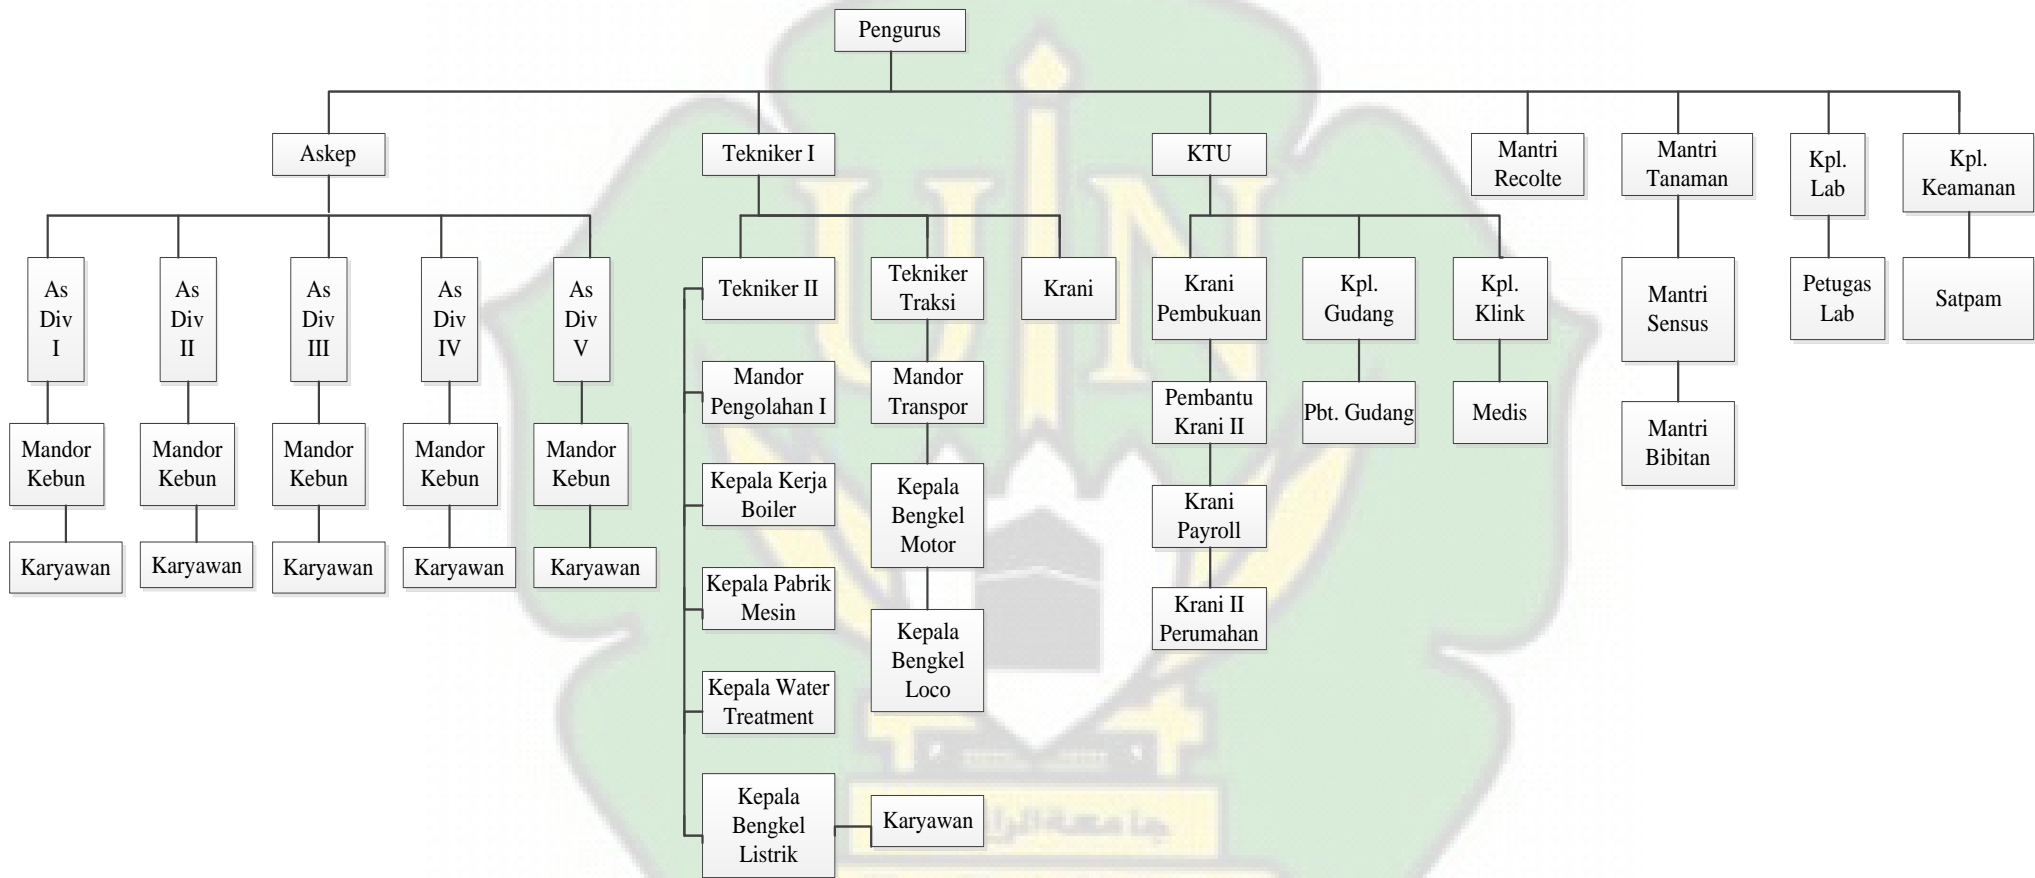 Pengurus
Askep
Tekniker I
KTU
Mantri
Recolte
Mantri
Tanaman
Kpl.
Lab
Kpl.
Keamanan
As
Div
I
As
Div
II
As
Div
III
As
Div
IV
As
Div
V
Tekniker II
Tekniker
Traksi
Krani
Krani
Pembukuan
Kpl.
Gudang
Kpl.
Klink
Mantri
Sensus
Petugas
Lab
Satpam
Mandor
Pengolahan I
Mandor
Transpor
Pembantu
Krani II
Pbt. Gudang
Medis
Mantri
Bibitan
Mandor
Kebun
Mandor
Kebun
Mandor
Kebun
Mandor
Kebun
Mandor
Kebun
Kepala Kerja
Boiler
Kepala
Bengkel
Motor
Krani
Payroll
Karyawan
Karyawan
Karyawan
Karyawan
Karyawan
Kepala Pabrik
Mesin
Kepala
Bengkel
Loco
Krani II
Perumahan
Kepala Water
Treatment
Kepala
Bengkel
Listrik
Karyawan
UIN